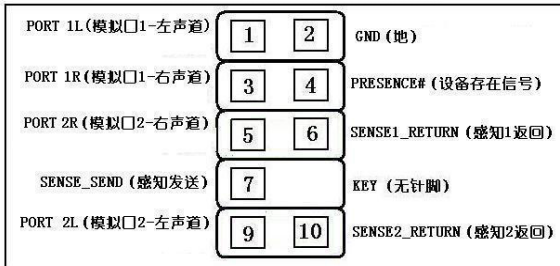 PORT 1L(模拟口1-左声道) 1 2 GND(地)
PORT 1R(模拟口1-右声道) 3 4 PRESENCE#(设备存在信号)
PORT 2R(模拟口2-右声道) 5 6 SENSE1_RETURN(感知1返回)
SENSE_SEND(感知发送) 7 KEY(无针脚)
PORT 2L(模拟口2-左声道) 9 10 SENSE2_RETURN(感知2返回)